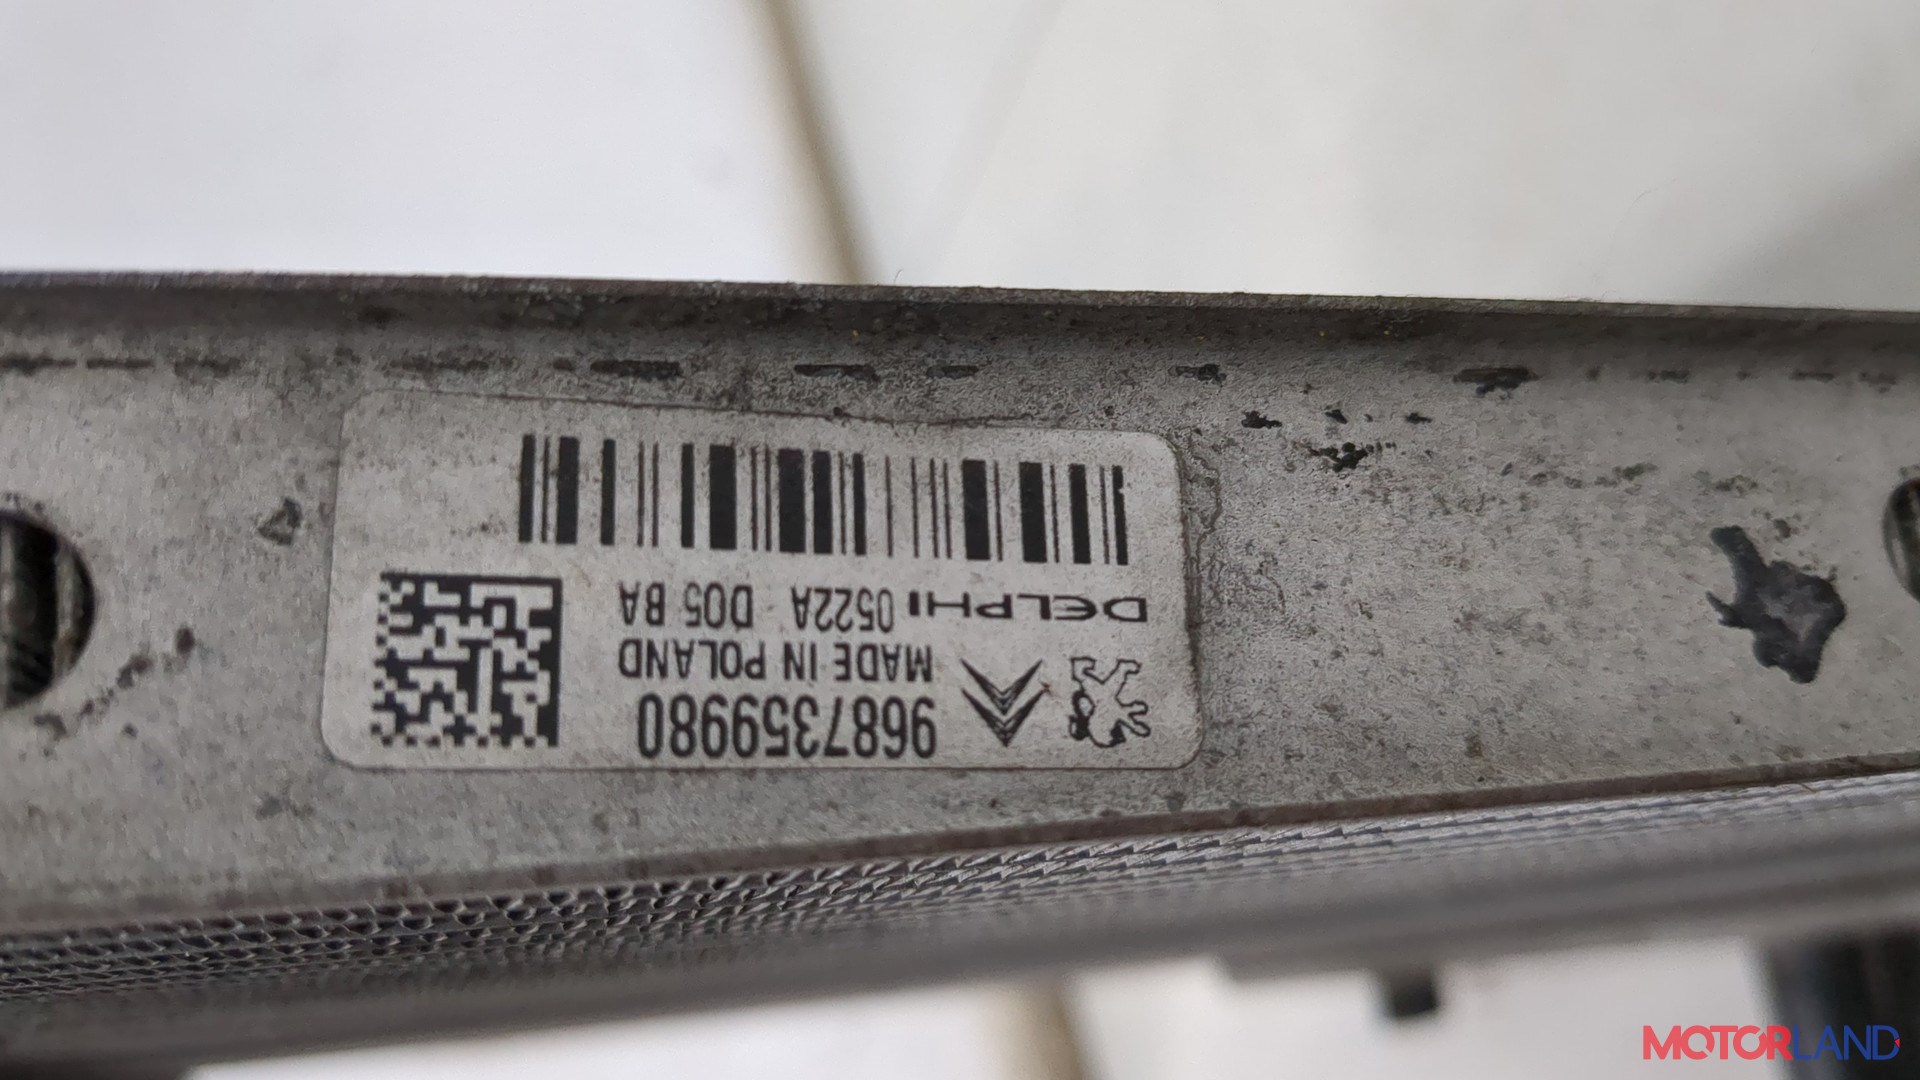 9687359980
MADE IN POLAND
DELPHI 0522A D05 BA
MOTORLAND